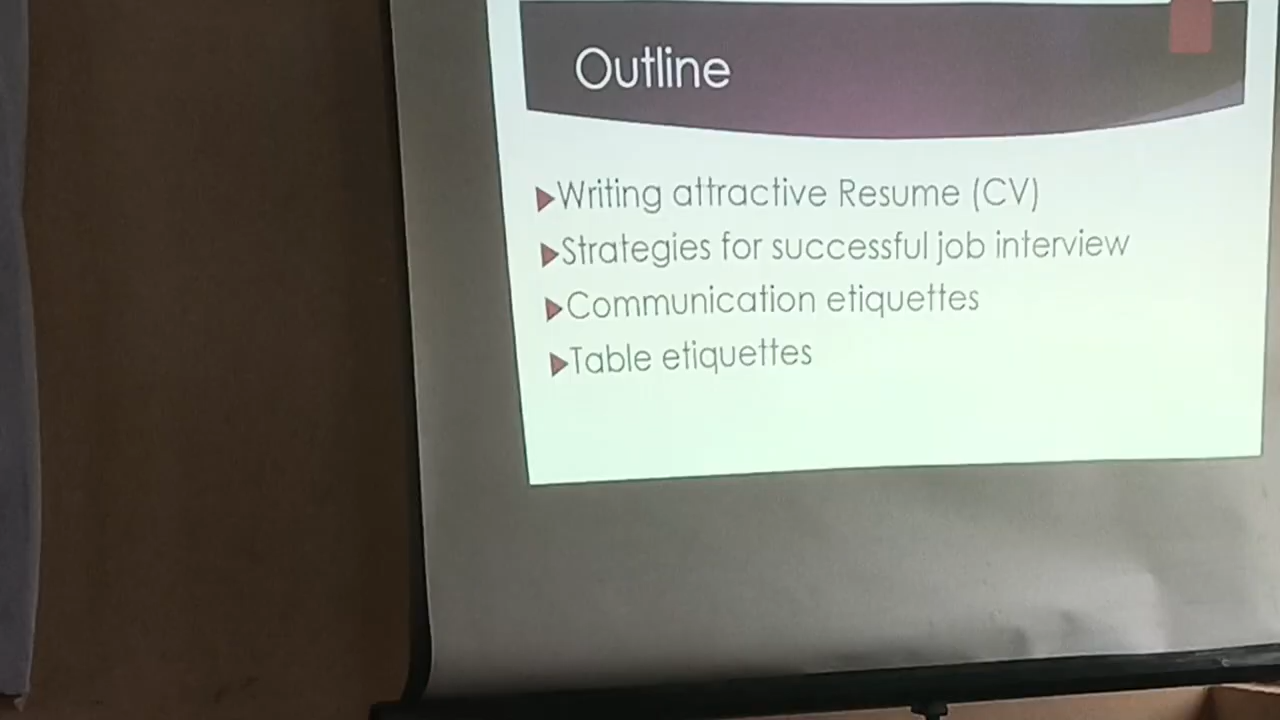 Outline
Writing attractive Resume (CV)
Strategies for successful job interview
Communication etiquettes
Table etiquettes